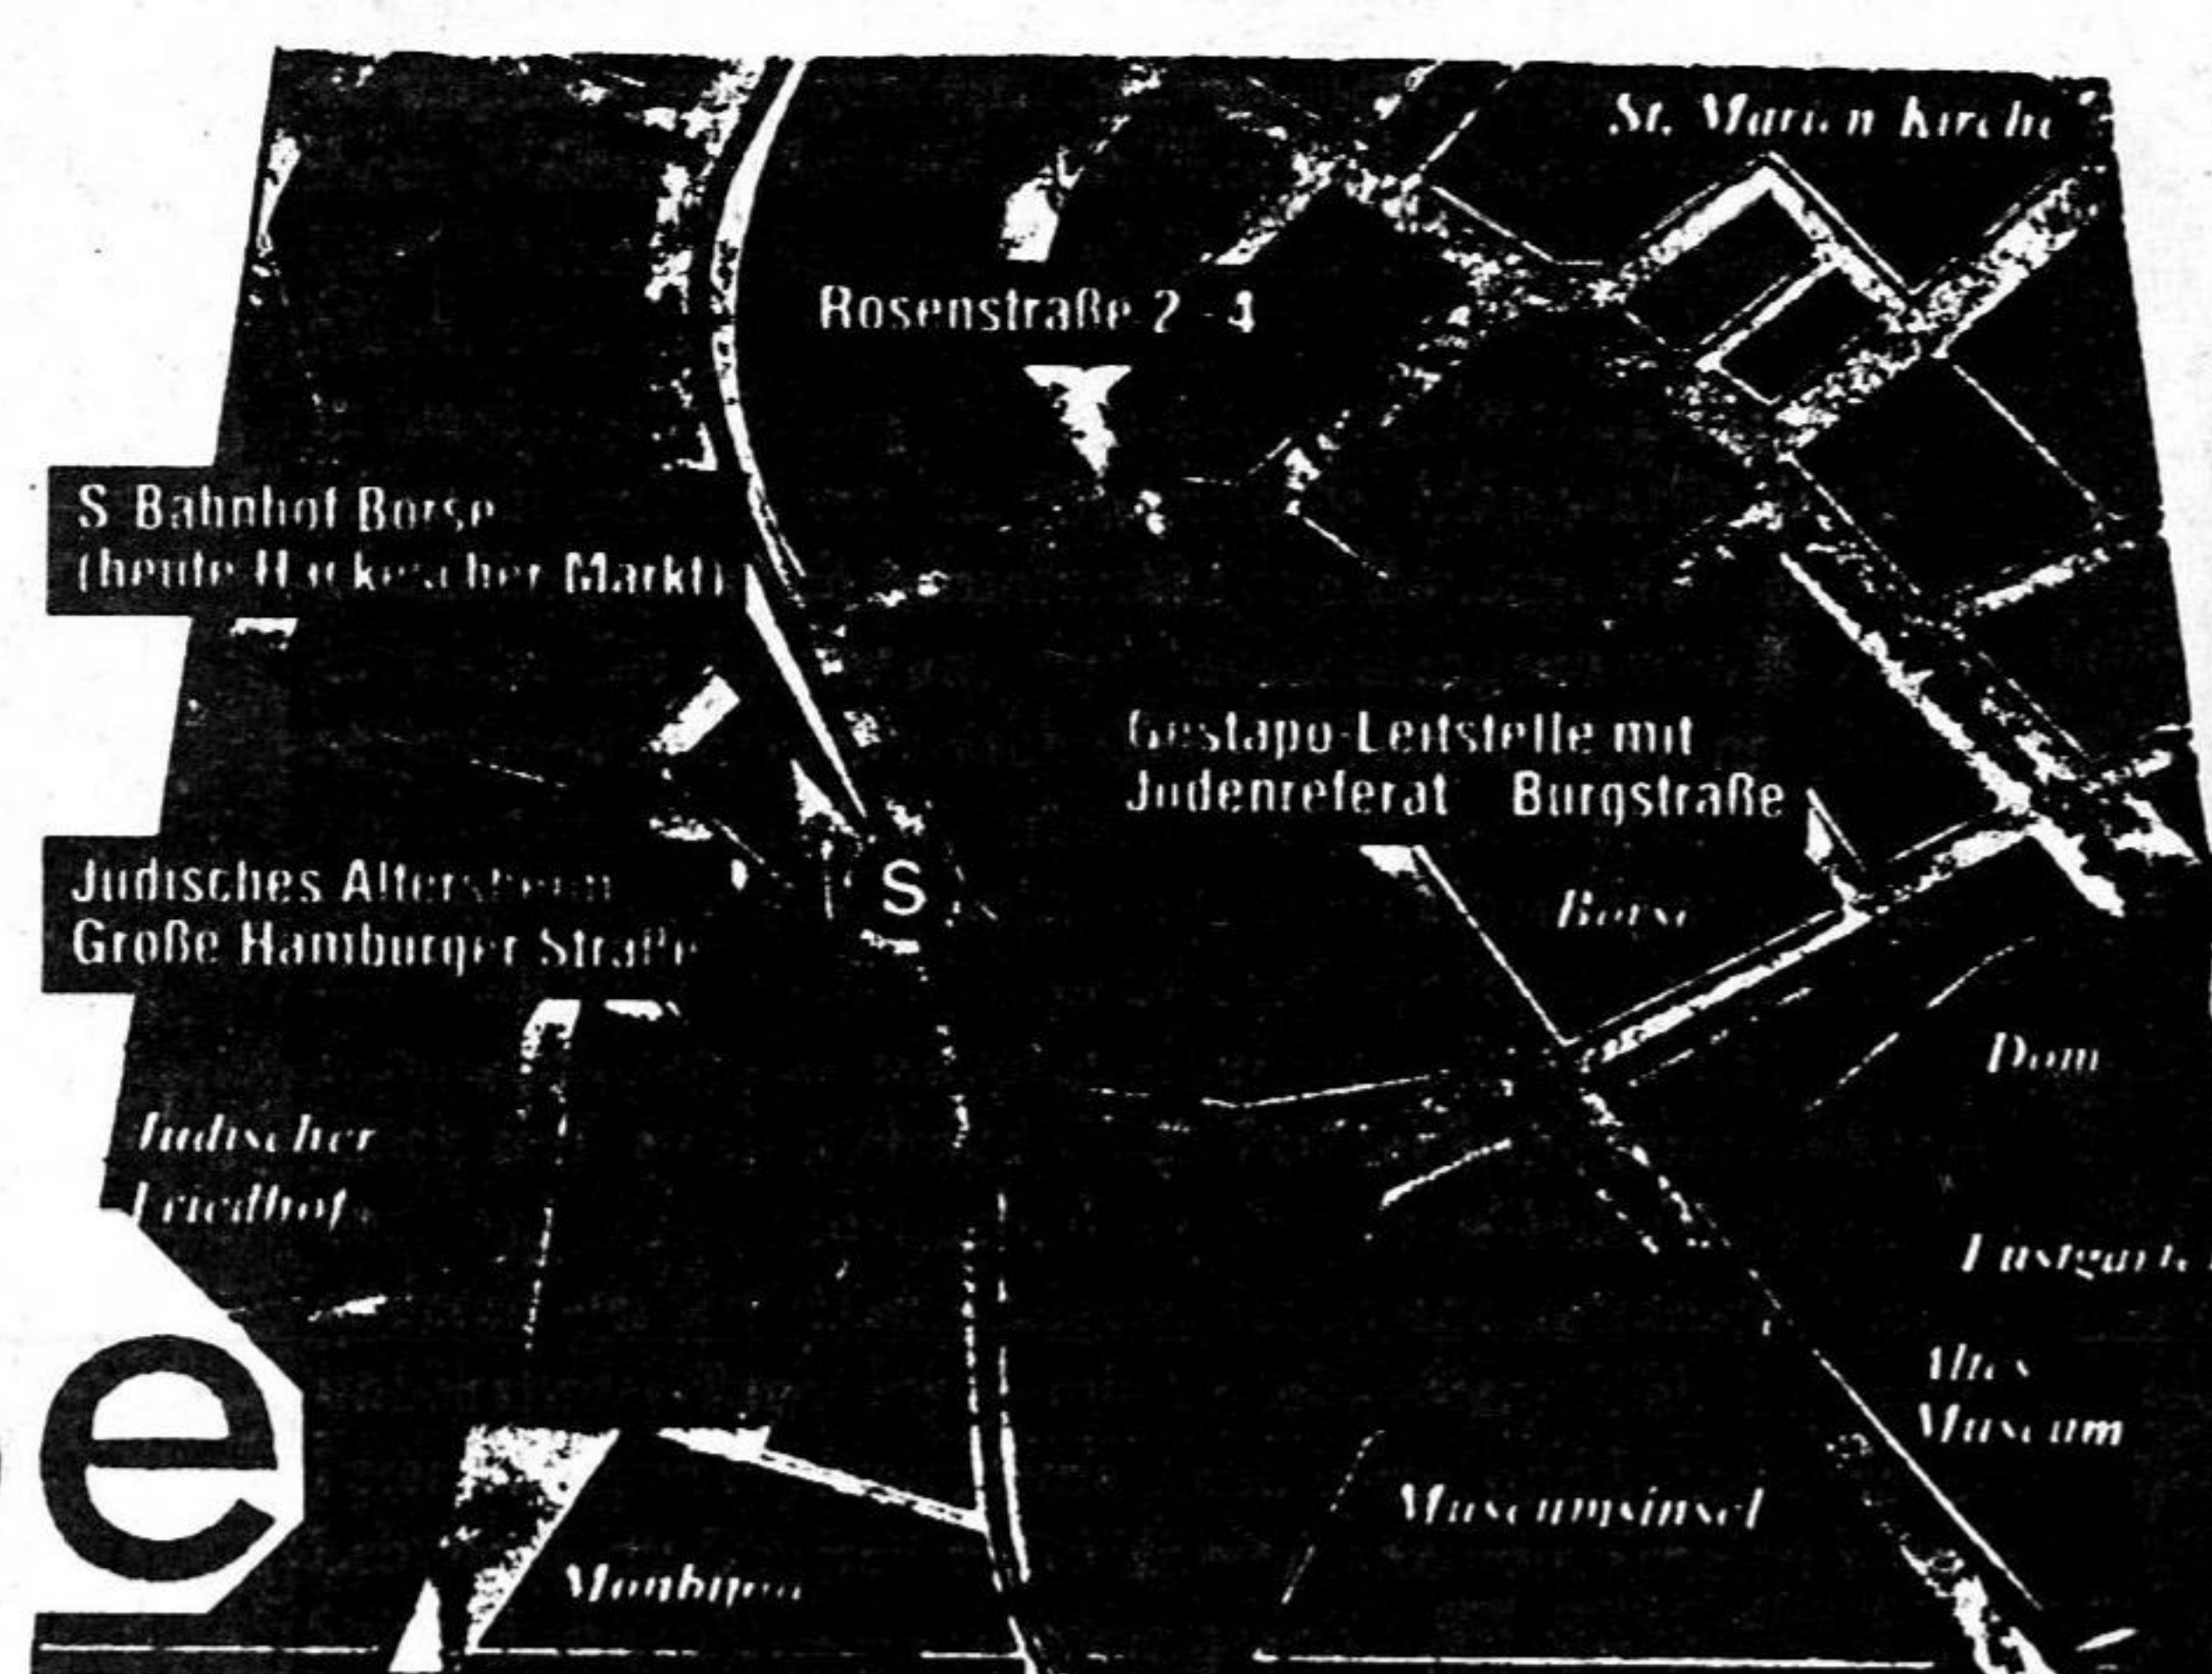 St. Marien Kirche
Rosenstraße 2-4
S Bahnhof Börse
(heute Hackescher Markt)
Gestapo-Leitstelle mit
Judenreferat Burgstraße
Börse
Jüdisches Altersheim
Große Hamburger Straße
S
Dom
Jüdischer
Friedhof
Lustgarten
Altes
Museum
Museumsinsel
Monbijou
e